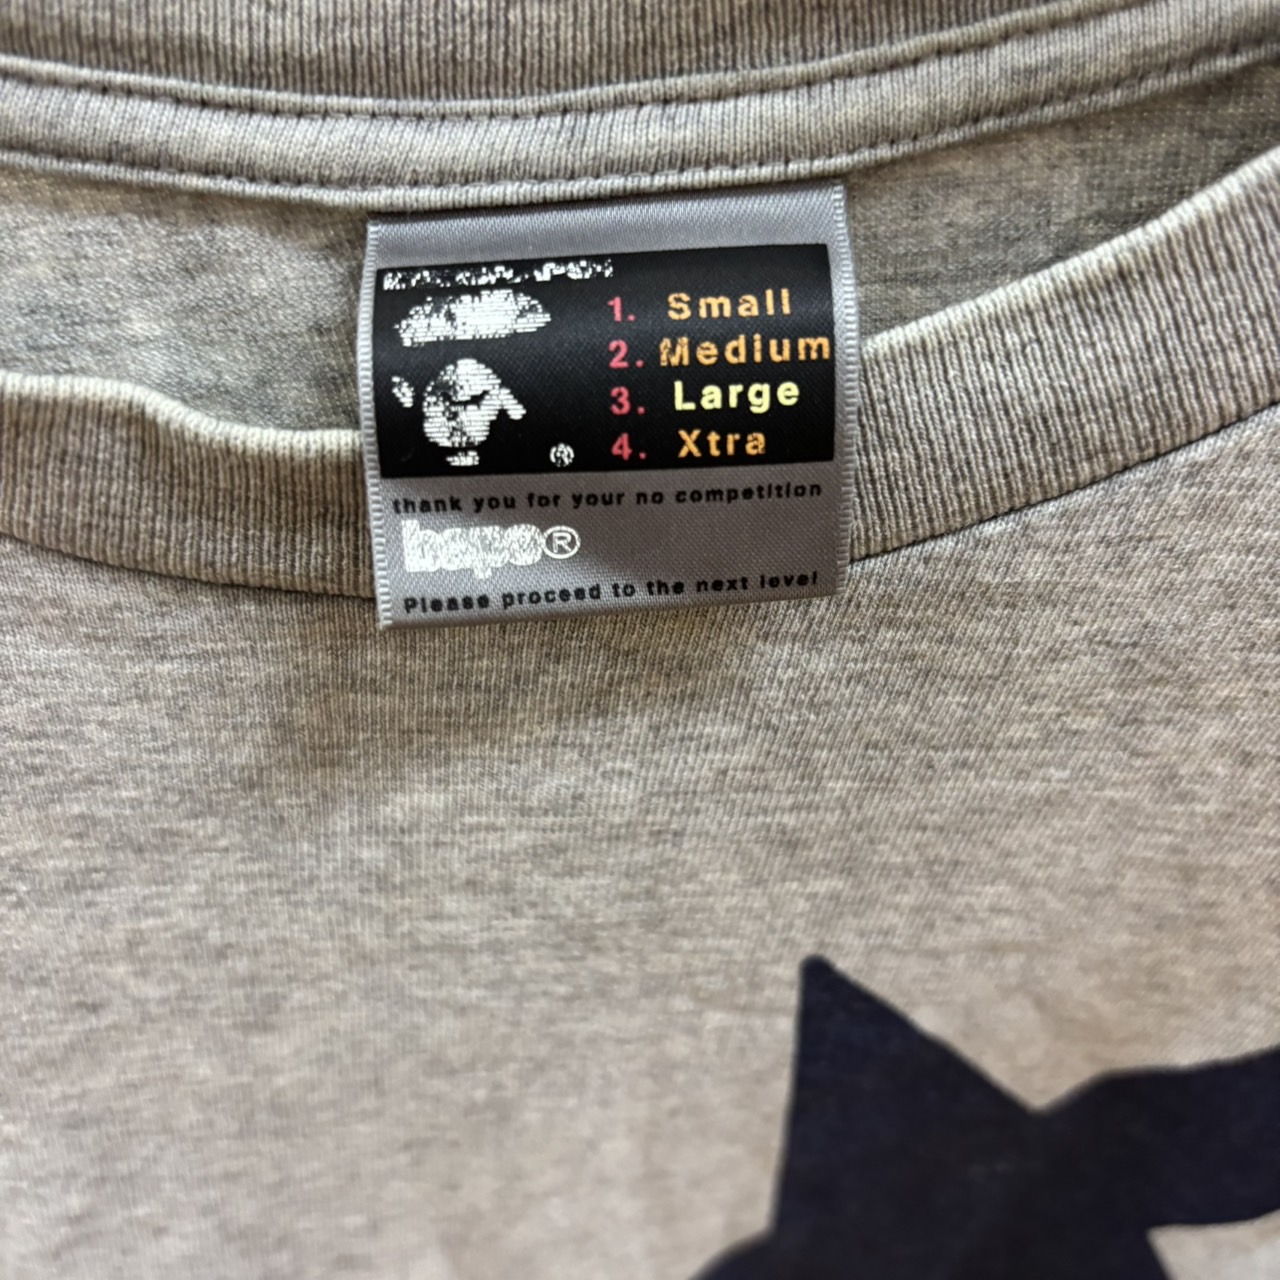 1. Small
2. Medium
3. Large
4. Xtra
®
thank you for your no competition
bape®
Please proceed to the next level